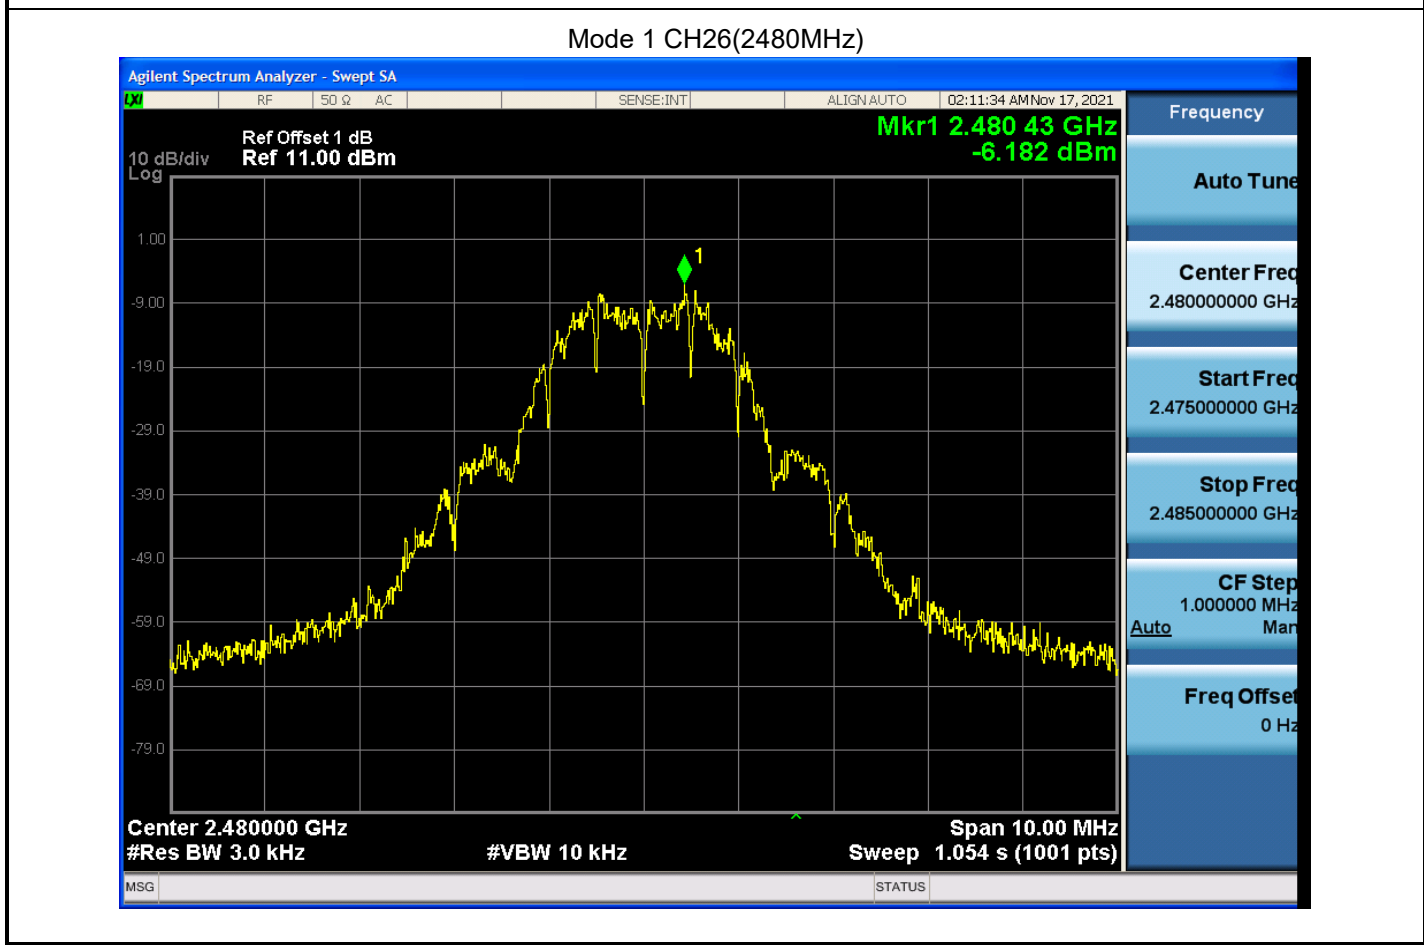 Mode 1 CH26(2480MHz)
Agilent Spectrum Analyzer - Swept SA
LXI RF 50 Ω AC SENSE:INT ALIGN AUTO 02:11:34 AM Nov 17, 2021
Mkr1 2.480 43 GHz
-6.182 dBm
Ref Offset 1 dB
10 dB/div Ref 11.00 dBm
Log
1
1.00
-9.00
-19.0
-29.0
-39.0
-49.0
-59.0
-69.0
-79.0
Center 2.480000 GHz Span 10.00 MHz
#Res BW 3.0 kHz #VBW 10 kHz Sweep 1.054 s (1001 pts)
MSG STATUS
Frequency
Auto Tune
Center Freq
2.480000000 GHz
Start Freq
2.475000000 GHz
Stop Freq
2.485000000 GHz
CF Step
1.000000 MHz
Auto Man
Freq Offset
0 Hz